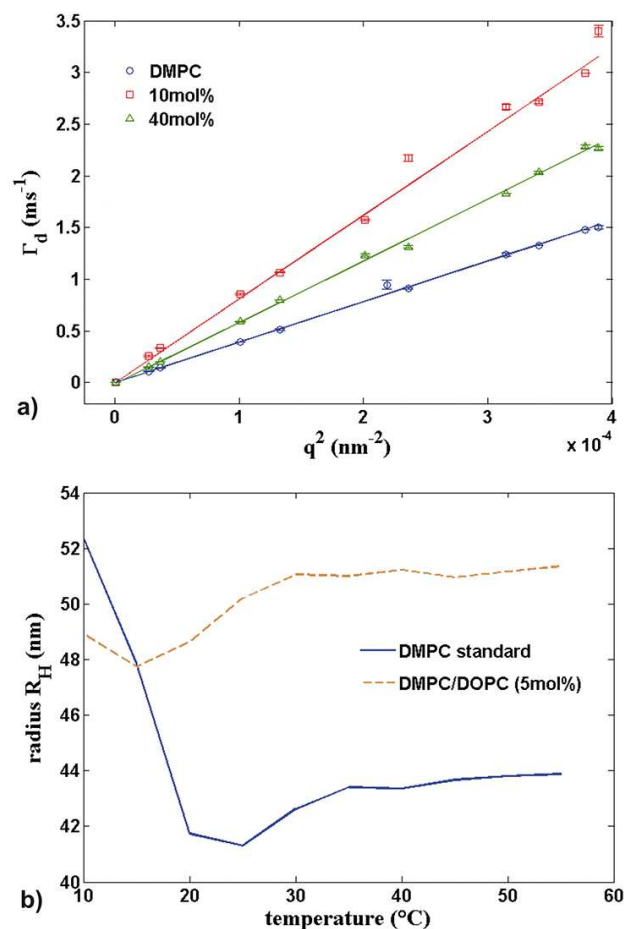 3.5
3
2.5
2
1.5
1
0.5
0
Γd (ms-1)
DMPC
10mol%
40mol%
0 1 2 3 4
x 10-4
q2 (nm-2)
a)
54
52
50
48
46
44
42
40
radius RH (nm)
DMPC standard
DMPC/DOPC (5mol%)
10 20 30 40 50 60
temperature (°C)
b)